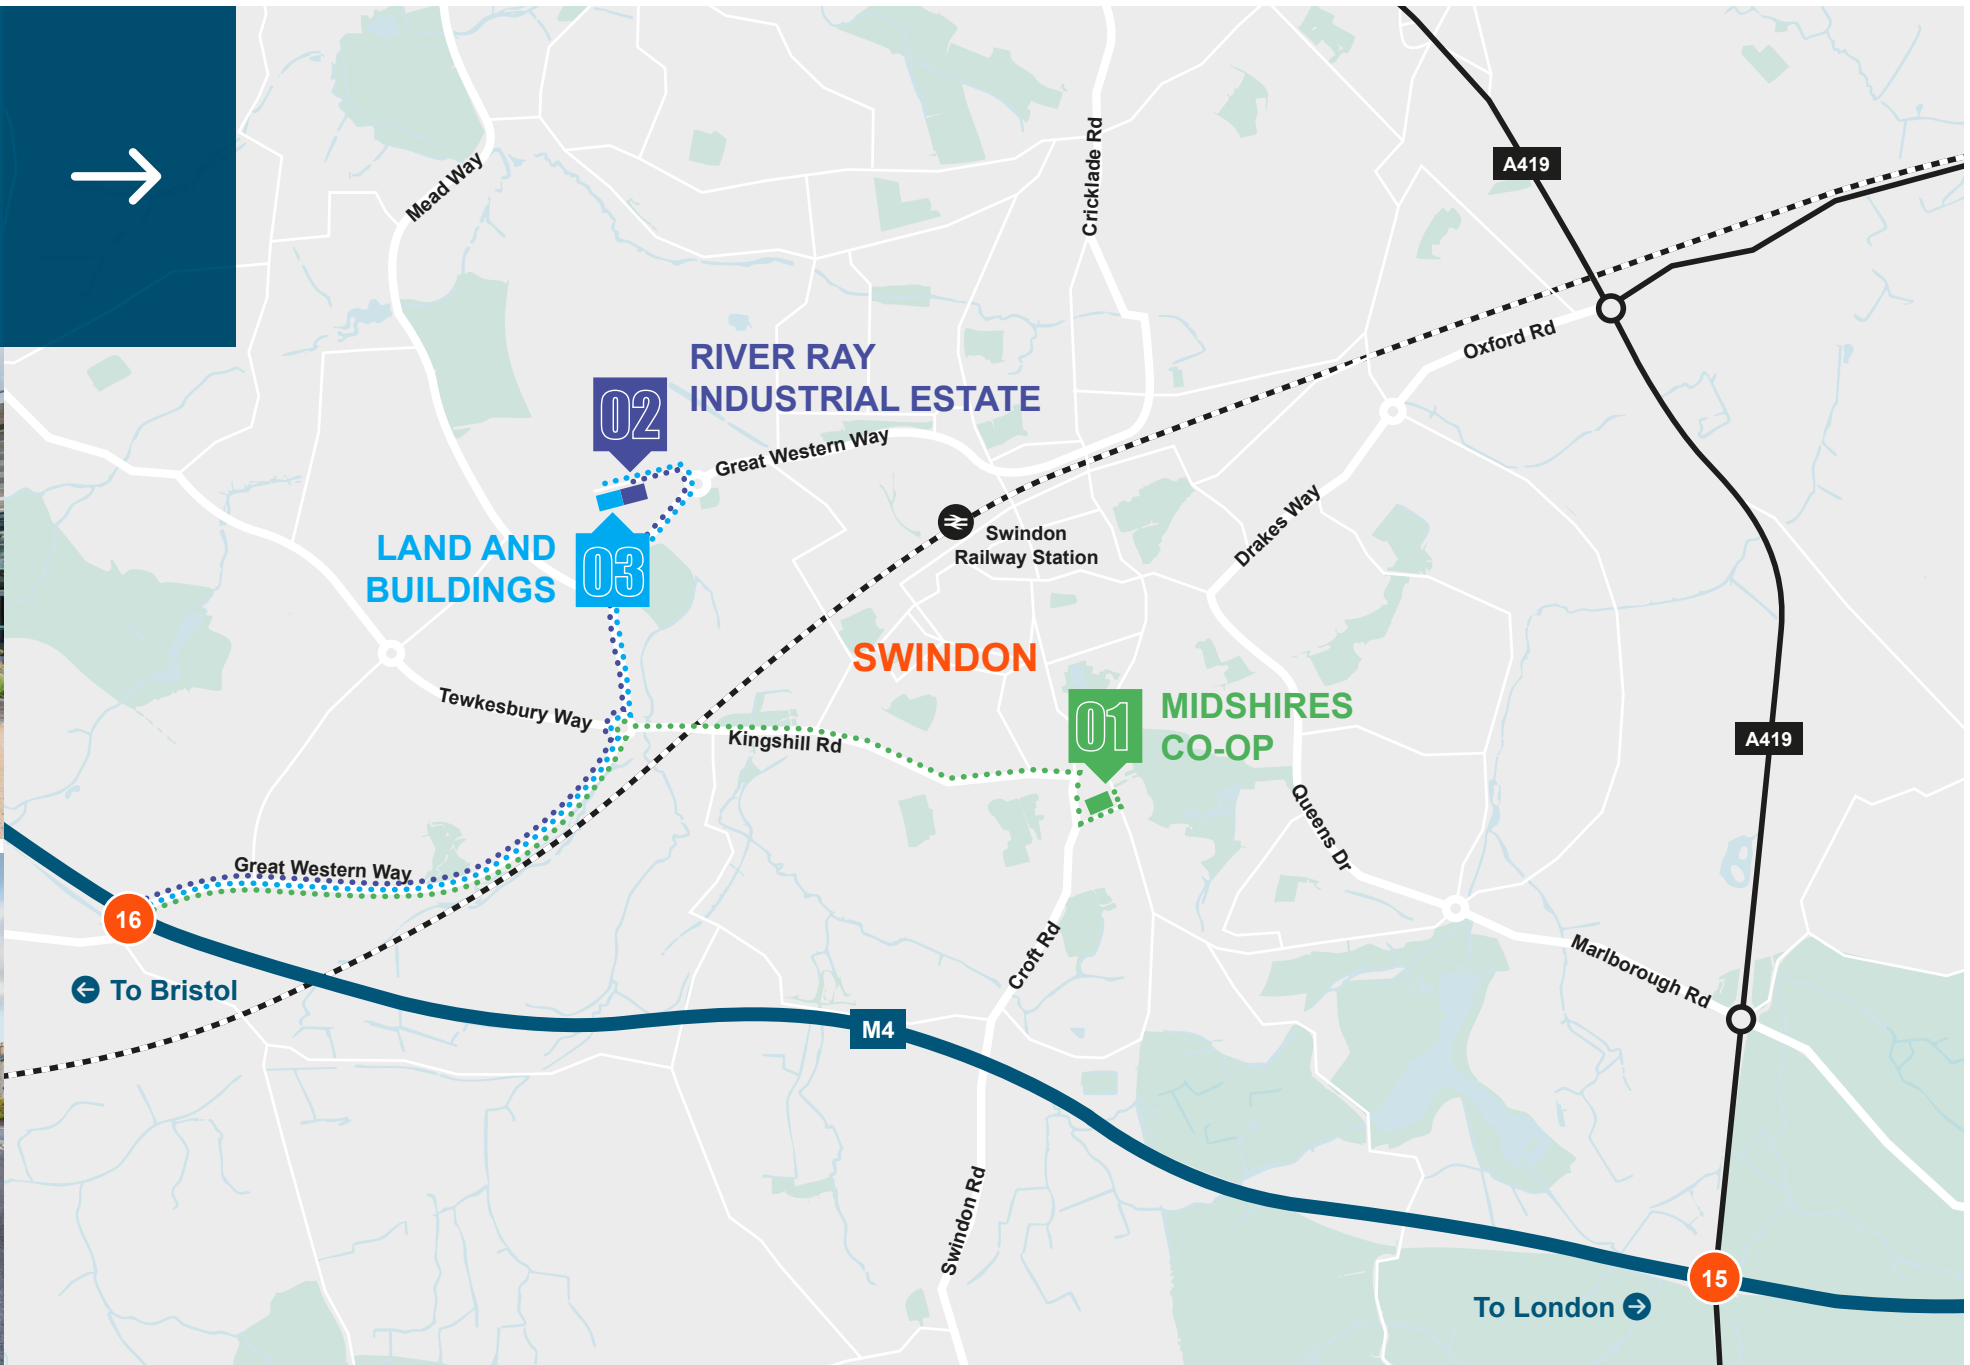 Mead Way
Cricklade Rd
A419
Oxford Rd
RIVER RAY
INDUSTRIAL ESTATE
02
Great Western Way
Swindon
Railway Station
Drakes Way
LAND AND
BUILDINGS
03
SWINDON
Tewkesbury Way
Kingshill Rd
01
MIDSHIRES
CO-OP
A419
Queens Dr
Great Western Way
16
To Bristol
Croft Rd
Marlborough Rd
M4
Swindon Rd
15
To London